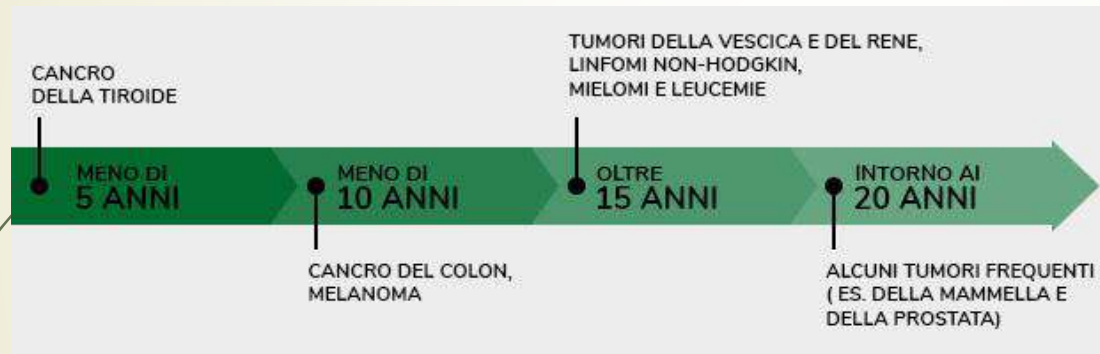 CANCRO
DELLA TIROIDE
TUMORI DELLA VESCICA E DEL RENE,
LINFOMI NON-HODGKIN,
MIELOMI E LEUCEMIE
MENO DI
5 ANNI
MENO DI
10 ANNI
OLTRE
15 ANNI
INTORNO AI
20 ANNI
CANCRO DEL COLON,
MELANOMA
ALCUNI TUMORI FREQUENTI
( ES. DELLA MAMMELLA E
DELLA PROSTATA)